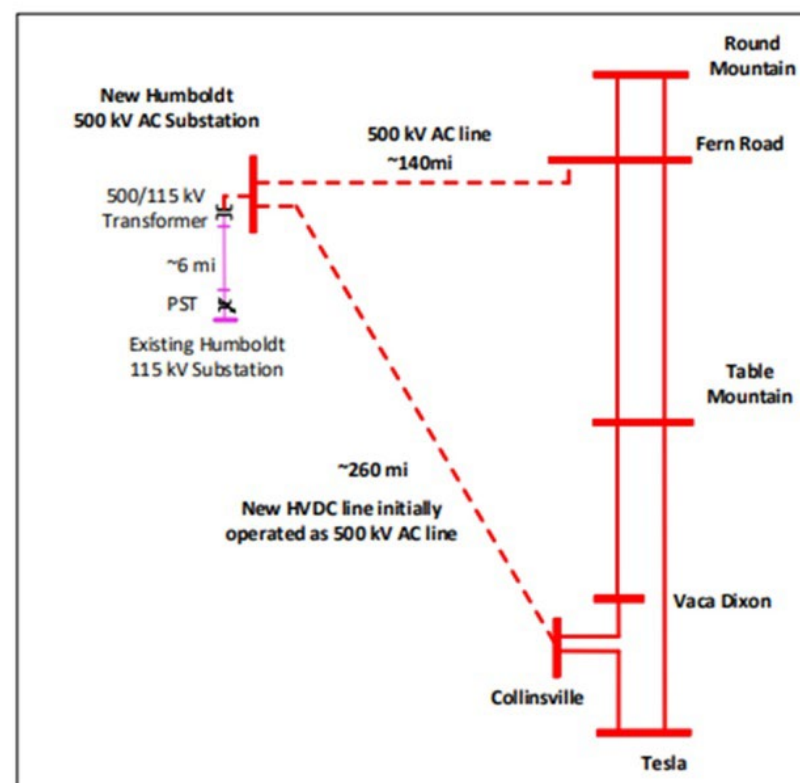 Round
Mountain
New Humboldt
500 kV AC Substation
500 kV AC line
~140mi
Fern Road
500/115 kV
Transformer
~6 mi
PST
Existing Humboldt
115 kV Substation
Table
Mountain
~260 mi
New HVDC line initially
operated as 500 kV AC line
Vaca Dixon
Collinsville
Tesla